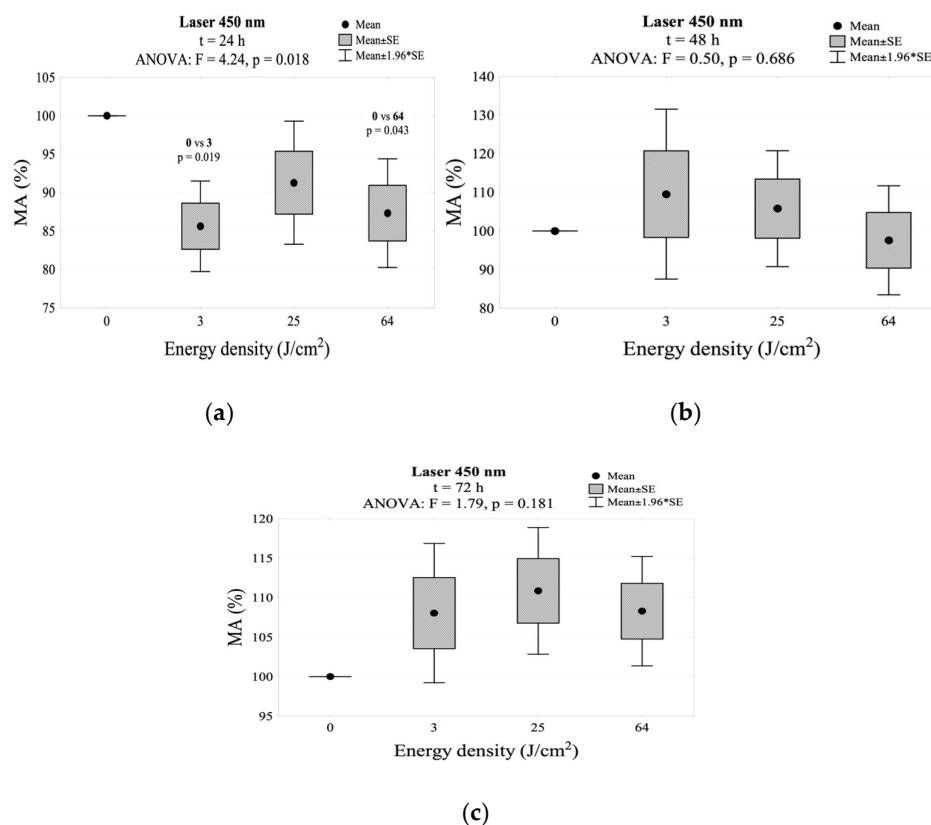 Laser 450 nm
t = 24 h
ANOVA: F = 4.24, p = 0.018
Mean
Mean±SE
Mean±1.96*SE
105
100
95
90
85
80
75
MA (%)
0 vs 3
p = 0.019
0 vs 64
p = 0.043
0 3 25 64
Energy density (J/cm²)
(a)
Laser 450 nm
t = 48 h
ANOVA: F = 0.50, p = 0.686
Mean
Mean±SE
Mean±1.96*SE
140
130
120
110
100
90
80
MA (%)
0 3 25 64
Energy density (J/cm²)
(b)
Laser 450 nm
t = 72 h
ANOVA: F = 1.79, p = 0.181
Mean
Mean±SE
Mean±1.96*SE
120
115
110
105
100
95
MA (%)
0 3 25 64
Energy density (J/cm²)
(c)